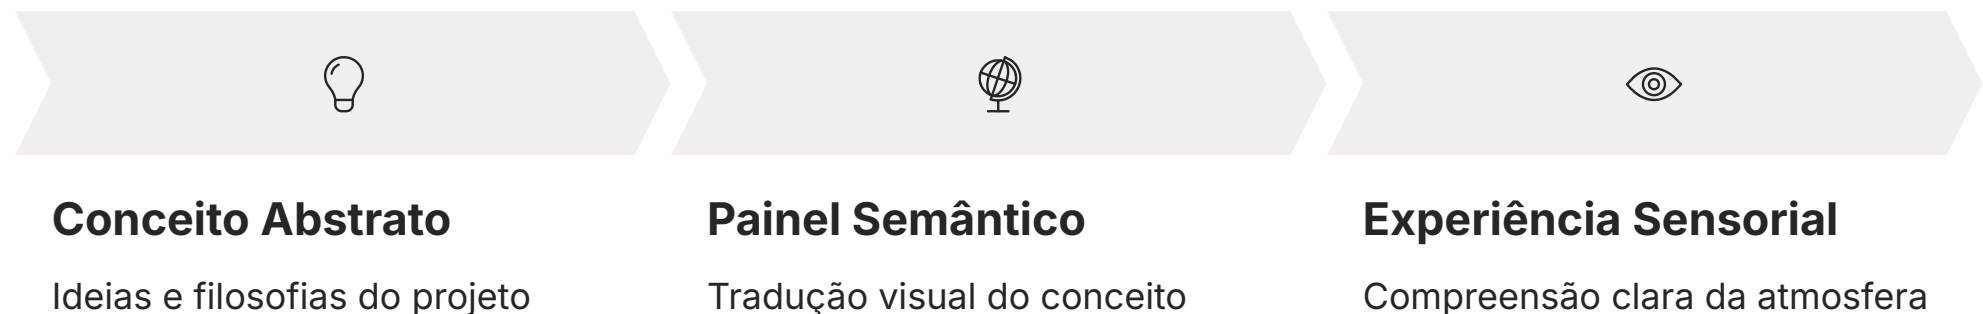 Conceito Abstrato
Ideias e filosofias do projeto
Painel Semântico
Tradução visual do conceito
Experiência Sensorial
Compreensão clara da atmosfera